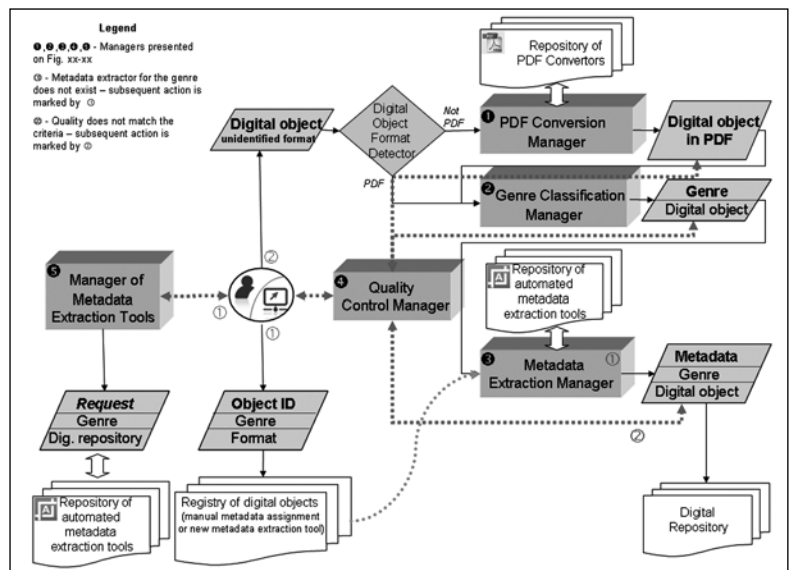 Legend
❶,❷,❸,❹,❺ - Managers presented
on Fig. xx-xx
① - Metadata extractor for the genre
does not exist – subsequent action is
marked by ①
② - Quality does not match the
criteria – subsequent action is
marked by ②
Repository of
PDF Convertors
Digital object
unidentified format
Digital
Object
Format
Detector
Not
PDF
PDF
❶ PDF Conversion
Manager
Digital object
in PDF
❷ Genre Classification
Manager
Genre
Digital object
❺
Manager of
Metadata
Extraction Tools
①
②
①
❹
Quality
Control Manager
Repository of
automated
metadata
extraction tools
❸ Metadata ①
Extraction Manager
Metadata
Genre
Digital object
②
Request
Genre
Dig. repository
Object ID
Genre
Format
Repository of
automated
metadata
extraction tools
Registry of digital objects
(manual metadata assignment
or new metadata extraction tool)
Digital
Repository